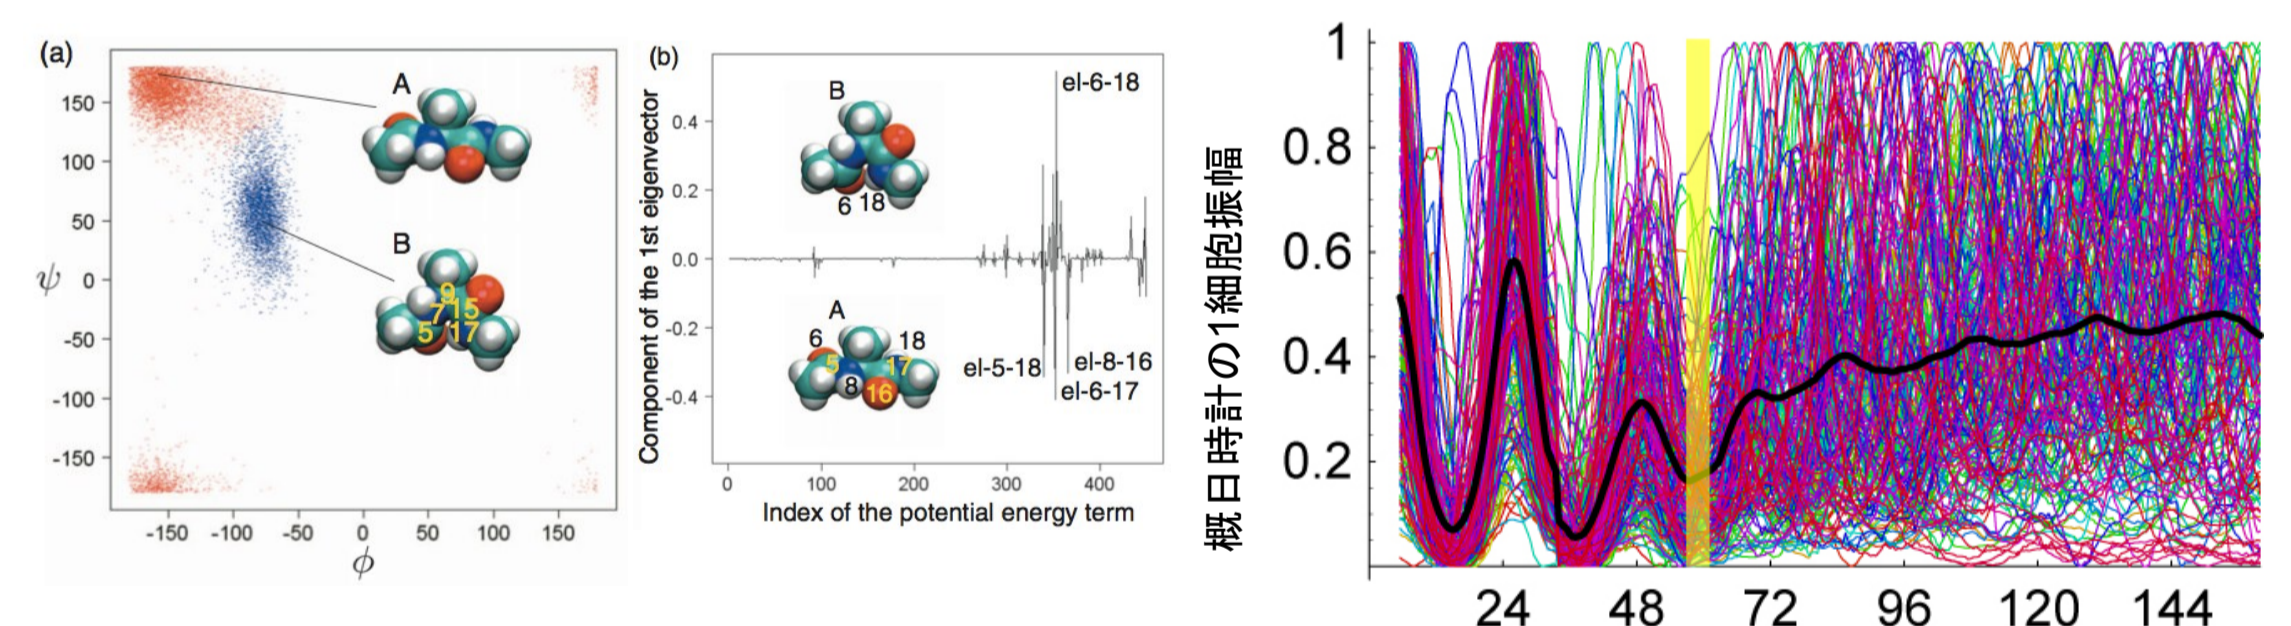 (a)
A
B
9
7 15
5 17
150
100
50
0
-50
-100
-150
ψ
-150 -100 -50 0 50 100 150
ϕ
(b)
Component of the 1st eigenvector
0.4
0.2
0.0
-0.2
-0.4
B
6 18
A
6 18
5 17
8 16
el-6-18
el-5-18 el-8-16
el-6-17
0 100 200 300 400
Index of the potential energy term
概日時計の1細胞振幅
1
0.8
0.6
0.4
0.2
24 48 72 96 120 144